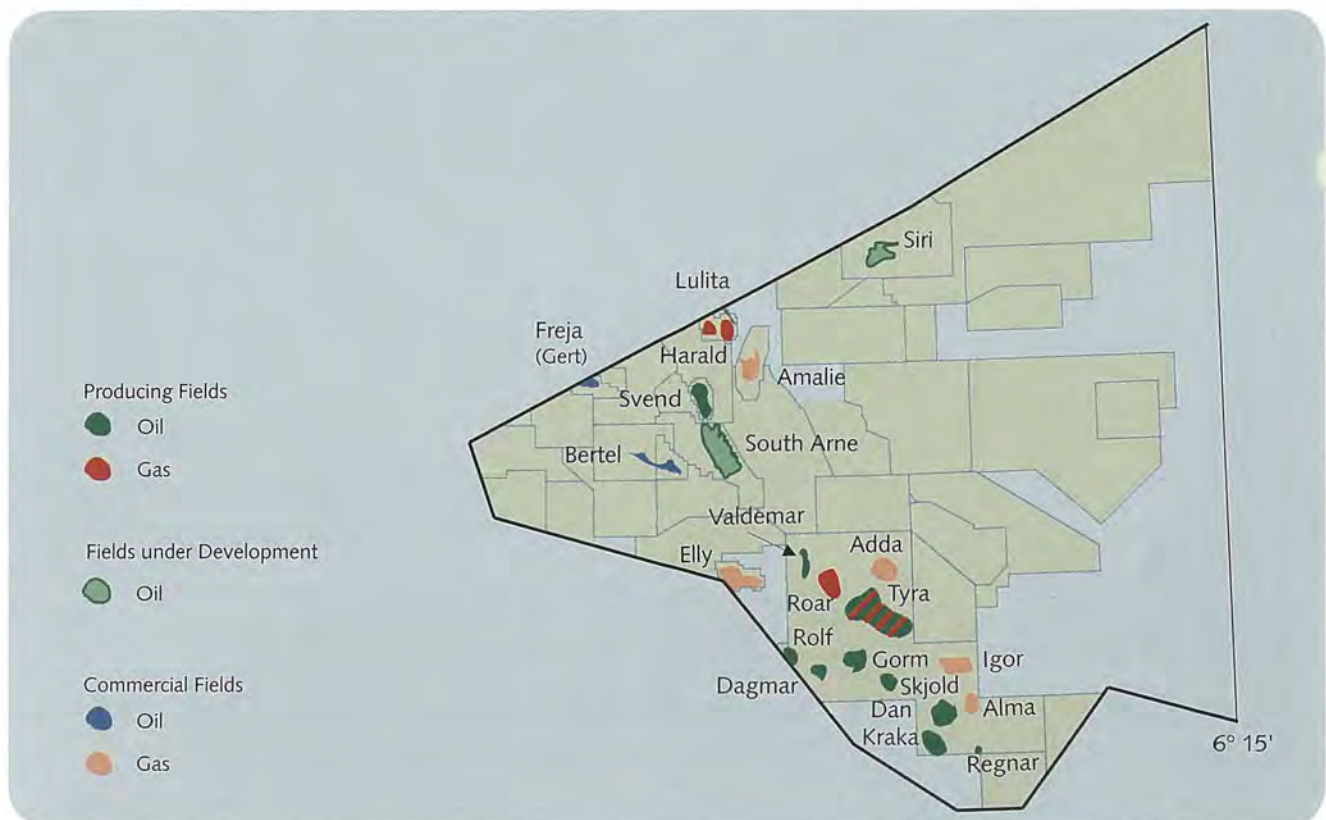 Producing Fields
Oil
Gas
Fields under Development
Oil
Commercial Fields
Oil
Gas
Siri
Lulita
Freja
(Gert)
Harald
Amalie
Svend
South Arne
Bertel
Valdemar
Adda
Elly
Tyra
Roar
Rolf
Gorm
Igor
Dagmar
Skjold
Dan
Alma
Kraka
Regnar
6° 15'